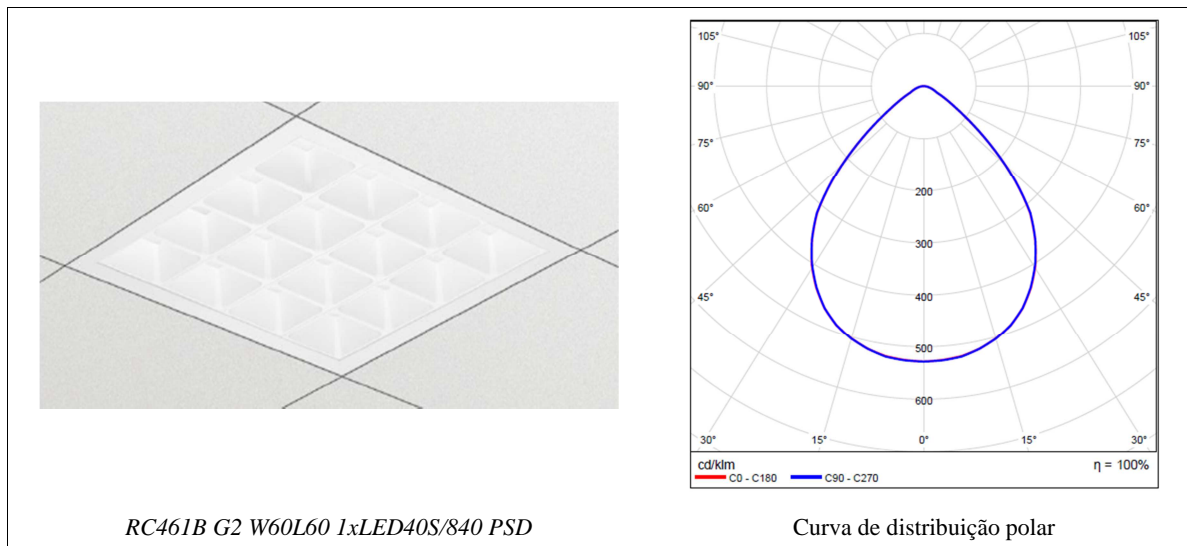 105° 105°
90° 90°
75° 75°
200
60° 60°
300
45° 400 45°
500
600
30° 15° 0° 15° 30°
cd/klm η = 100%
C0 - C180 C90 - C270
RC461B G2 W60L60 1xLED40S/840 PSD
Curva de distribuição polar